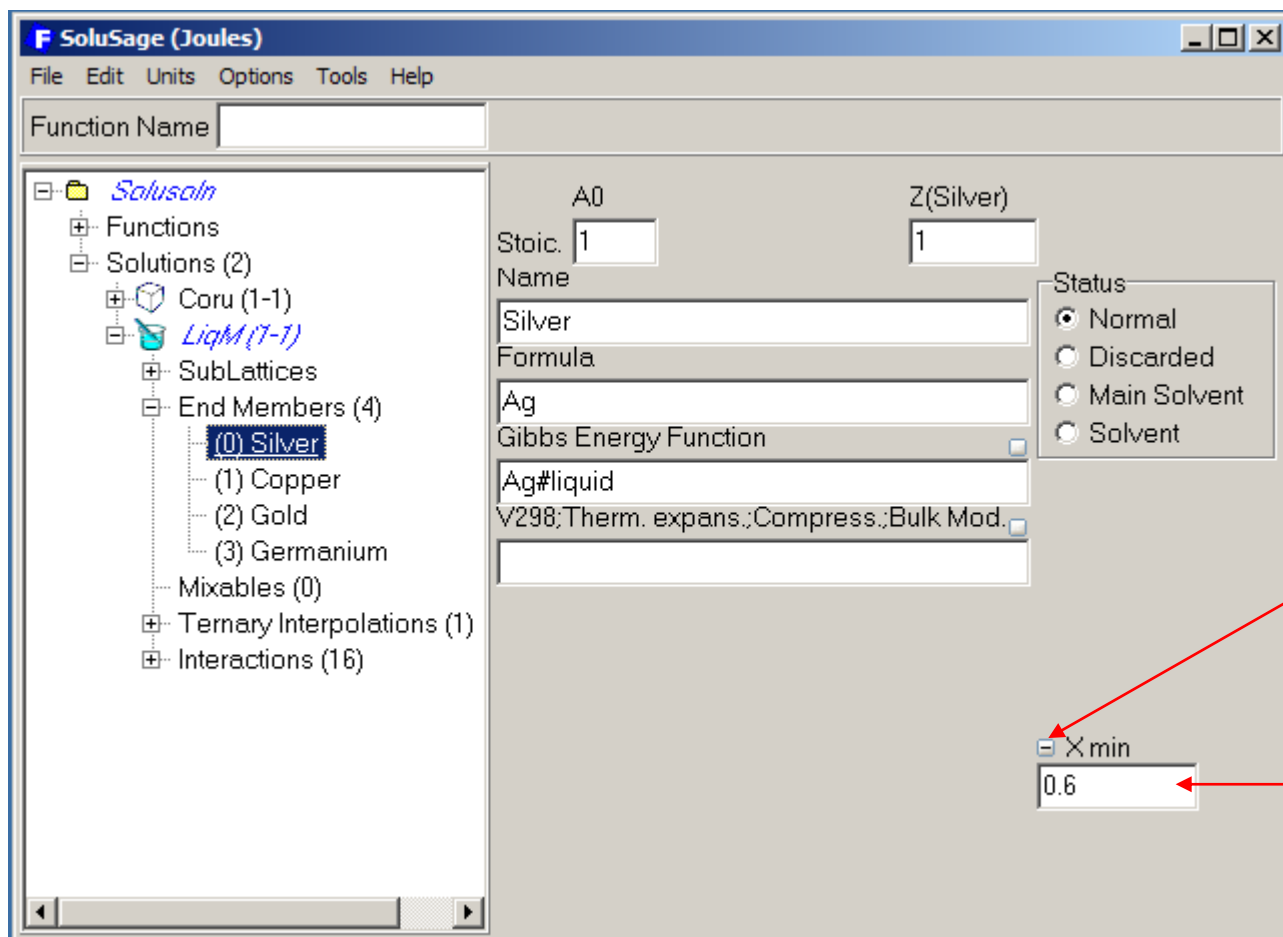 SoluSage (Joules)
File Edit Units Options Tools Help
Function Name
Solusoln
Functions
Solutions (2)
Coru (1-1)
LiqM (1-1)
SubLattices
End Members (4)
(0) Silver
(1) Copper
(2) Gold
(3) Germanium
Mixables (0)
Ternary Interpolations (1)
Interactions (16)
A0 Z(Silver)
Stoic. 1 1
Name
Silver
Formula
Ag
Gibbs Energy Function
Ag#liquid
V298;Therm. expans.;Compress.;Bulk Mod.
Status
Normal
Discarded
Main Solvent
Solvent
X min
0.6